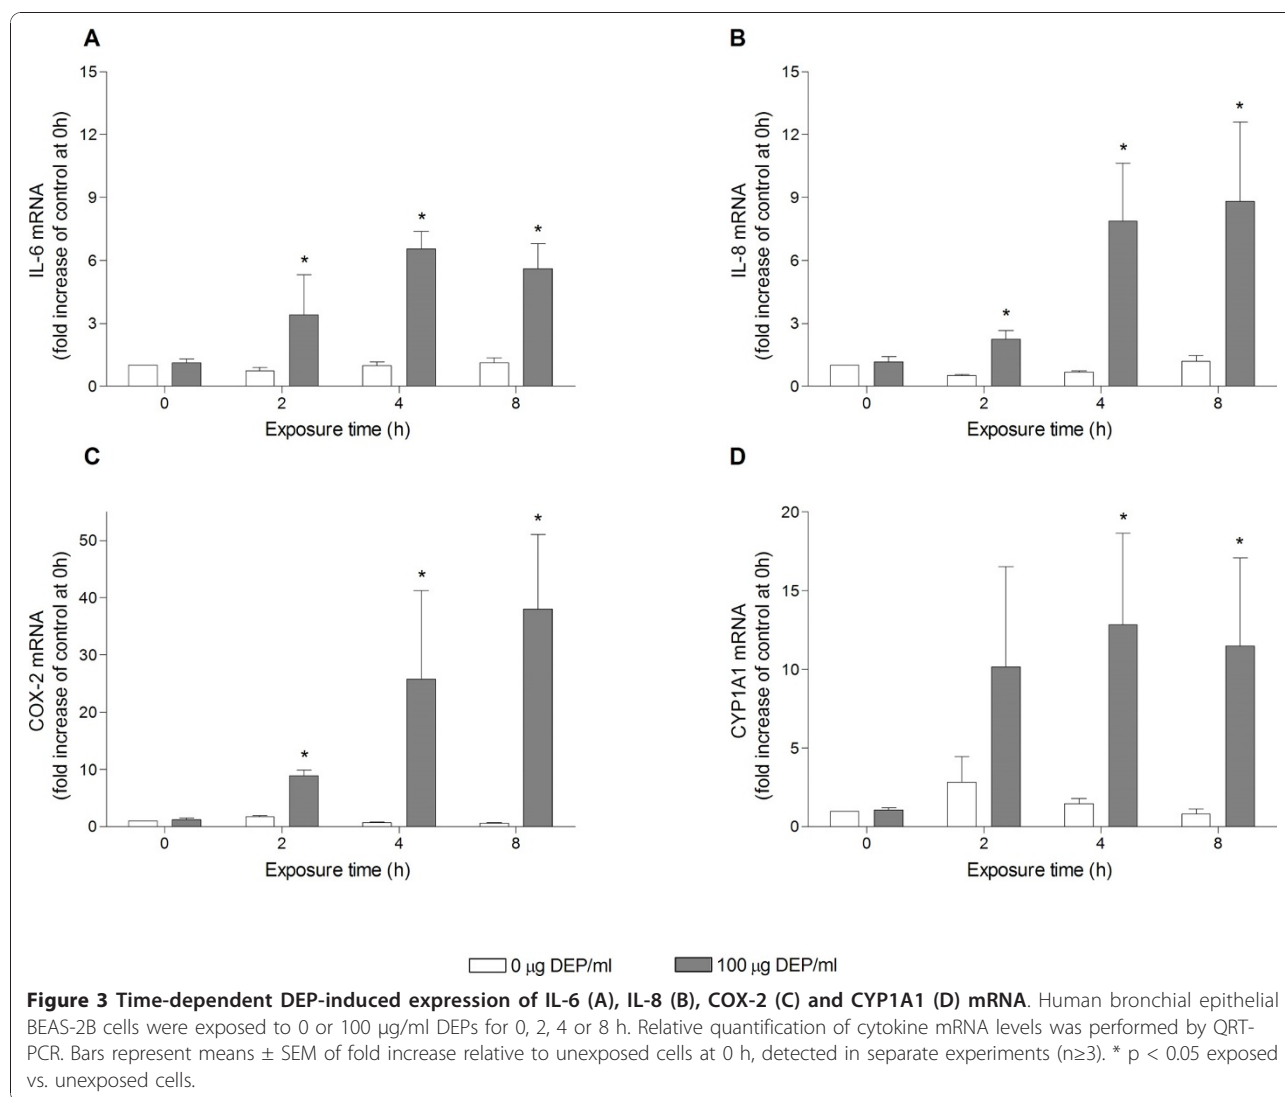 A
15
12
9
6
3
0
IL-6 mRNA
(fold increase of control at 0h)
*
*
*
0 2 4 8
Exposure time (h)
B
15
12
9
6
3
0
IL-8 mRNA
(fold increase of control at 0h)
*
*
*
0 2 4 8
Exposure time (h)
C
50
40
30
20
10
0
COX-2 mRNA
(fold increase of control at 0h)
*
*
*
0 2 4 8
Exposure time (h)
D
20
15
10
5
0
CYP1A1 mRNA
(fold increase of control at 0h)
*
*
0 2 4 8
Exposure time (h)
0 µg DEP/ml 100 µg DEP/ml
Figure 3 Time-dependent DEP-induced expression of IL-6 (A), IL-8 (B), COX-2 (C) and CYP1A1 (D) mRNA. Human bronchial epithelial
BEAS-2B cells were exposed to 0 or 100 µg/ml DEPs for 0, 2, 4 or 8 h. Relative quantification of cytokine mRNA levels was performed by QRT-
PCR. Bars represent means ± SEM of fold increase relative to unexposed cells at 0 h, detected in separate experiments (n≥3). * p < 0.05 exposed
vs. unexposed cells.